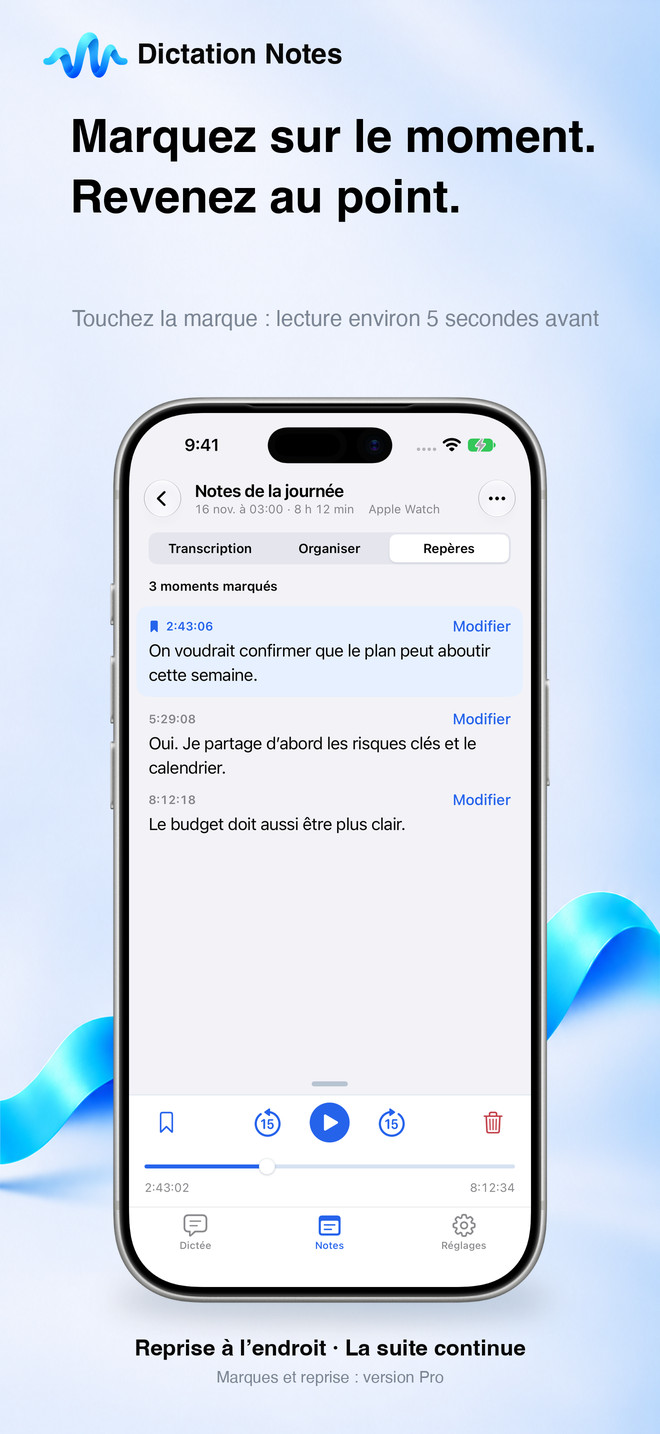 Dictation Notes
Marquez sur le moment.
Revenez au point.
Touchez la marque : lecture environ 5 secondes avant
9:41
Notes de la journée
16 nov. à 03:00 · 8 h 12 min Apple Watch
Transcription Organiser Repères
3 moments marqués
2:43:06 Modifier
On voudrait confirmer que le plan peut aboutir
cette semaine.
5:29:08 Modifier
Oui. Je partage d’abord les risques clés et le
calendrier.
8:12:18 Modifier
Le budget doit aussi être plus clair.
15 15
2:43:02 8:12:34
Dictée Notes Réglages
Reprise à l’endroit · La suite continue
Marques et reprise : version Pro